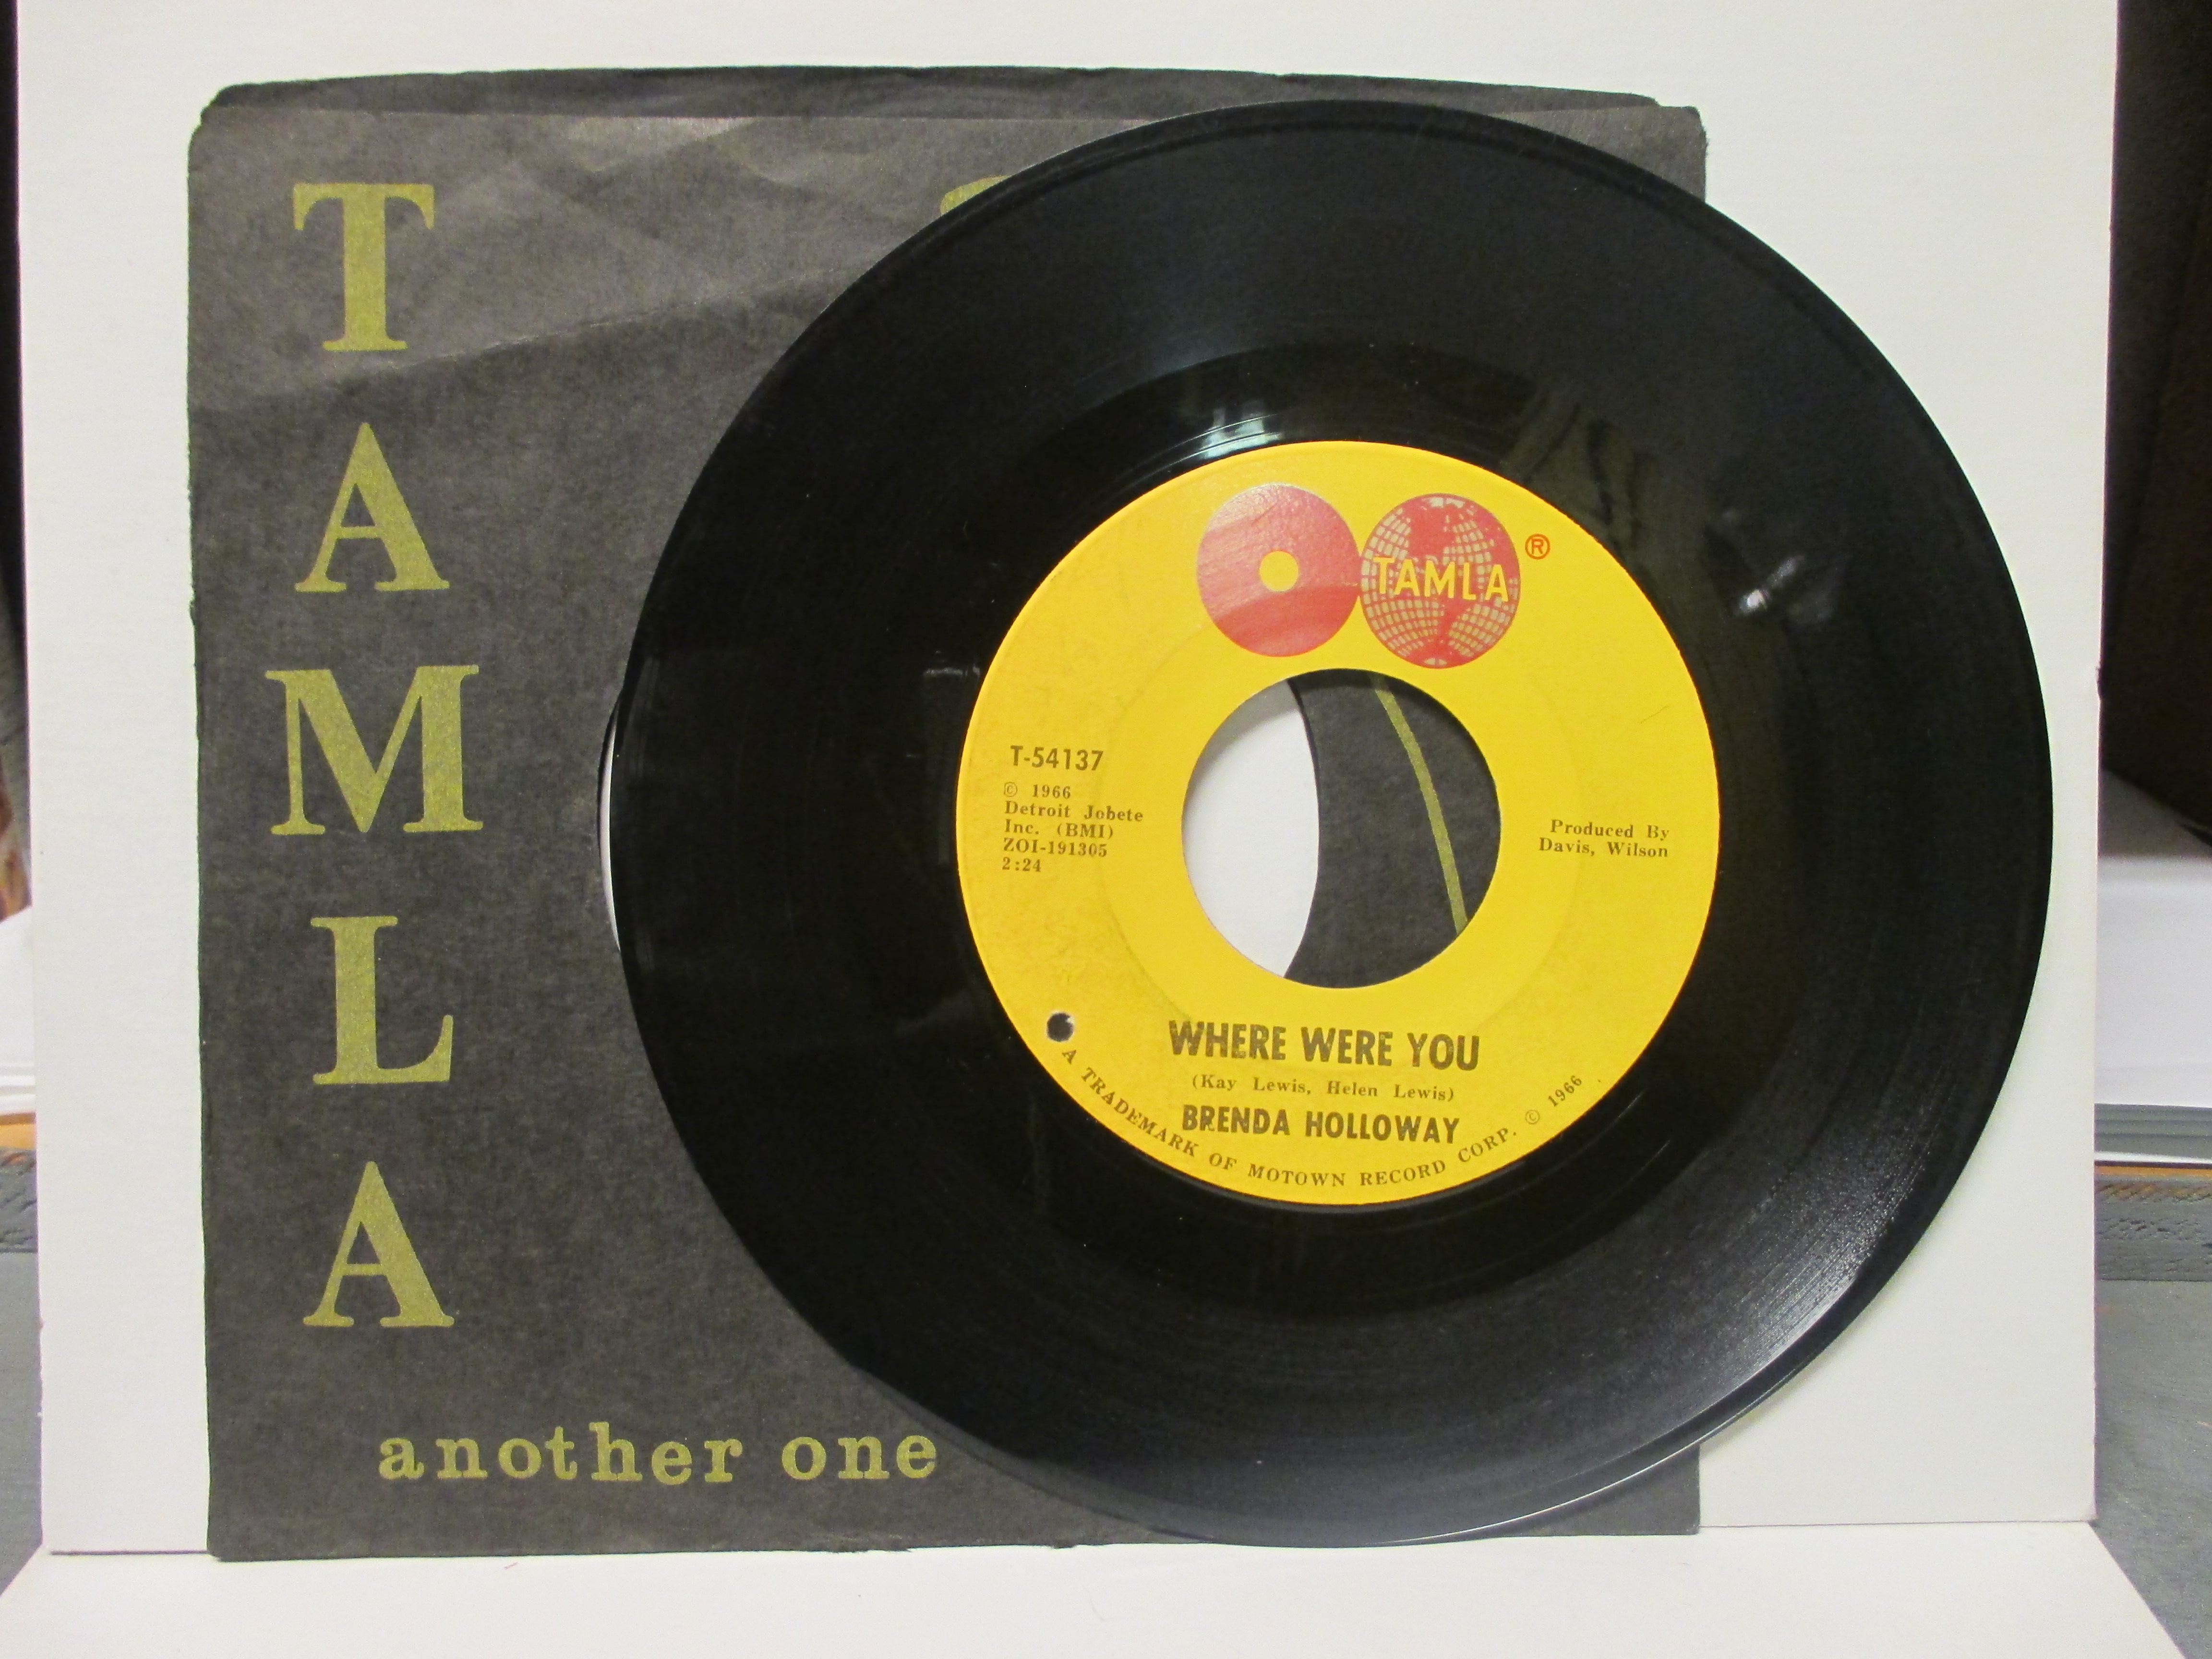 TAMLA
another one
TAMLA ®
T-54137
© 1966
Detroit Jobete
Inc. (BMI)
ZOI-191305
2:24
Produced By
Davis, Wilson
WHERE WERE YOU
(Kay Lewis, Helen Lewis)
BRENDA HOLLOWAY
A TRADEMARK OF MOTOWN RECORD CORP. © 1966